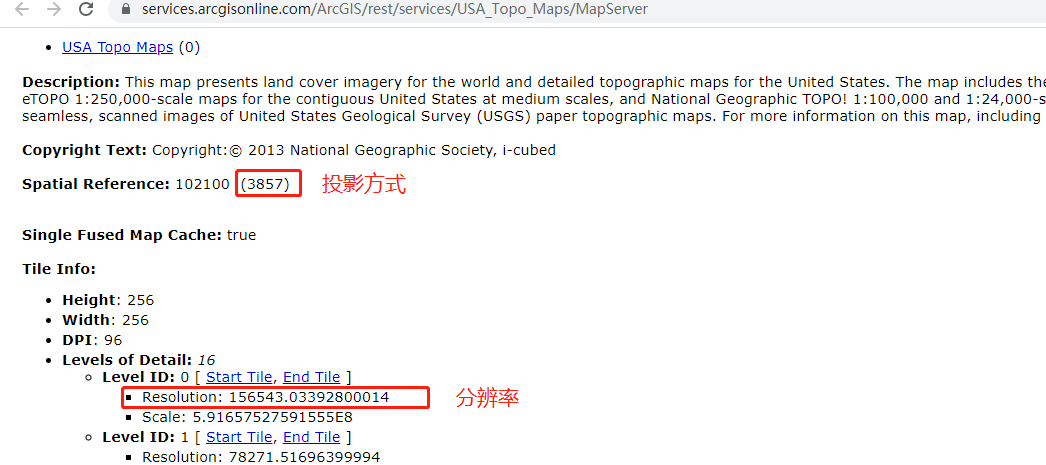 services.arcgisonline.com/ArcGIS/rest/services/USA_Topo_Maps/MapServer
USA Topo Maps (0)
Description: This map presents land cover imagery for the world and detailed topographic maps for the United States. The map includes the
eTOPO 1:250,000-scale maps for the contiguous United States at medium scales, and National Geographic TOPO! 1:100,000 and 1:24,000-s
seamless, scanned images of United States Geological Survey (USGS) paper topographic maps. For more information on this map, including
Copyright Text: Copyright:© 2013 National Geographic Society, i-cubed
Spatial Reference: 102100 (3857) 投影方式
Single Fused Map Cache: true
Tile Info:
Height: 256
Width: 256
DPI: 96
Levels of Detail: 16
Level ID: 0 [ Start Tile, End Tile ]
Resolution: 156543.03392800014 分辨率
Scale: 5.91657527591555E8
Level ID: 1 [ Start Tile, End Tile ]
Resolution: 78271.51696399994